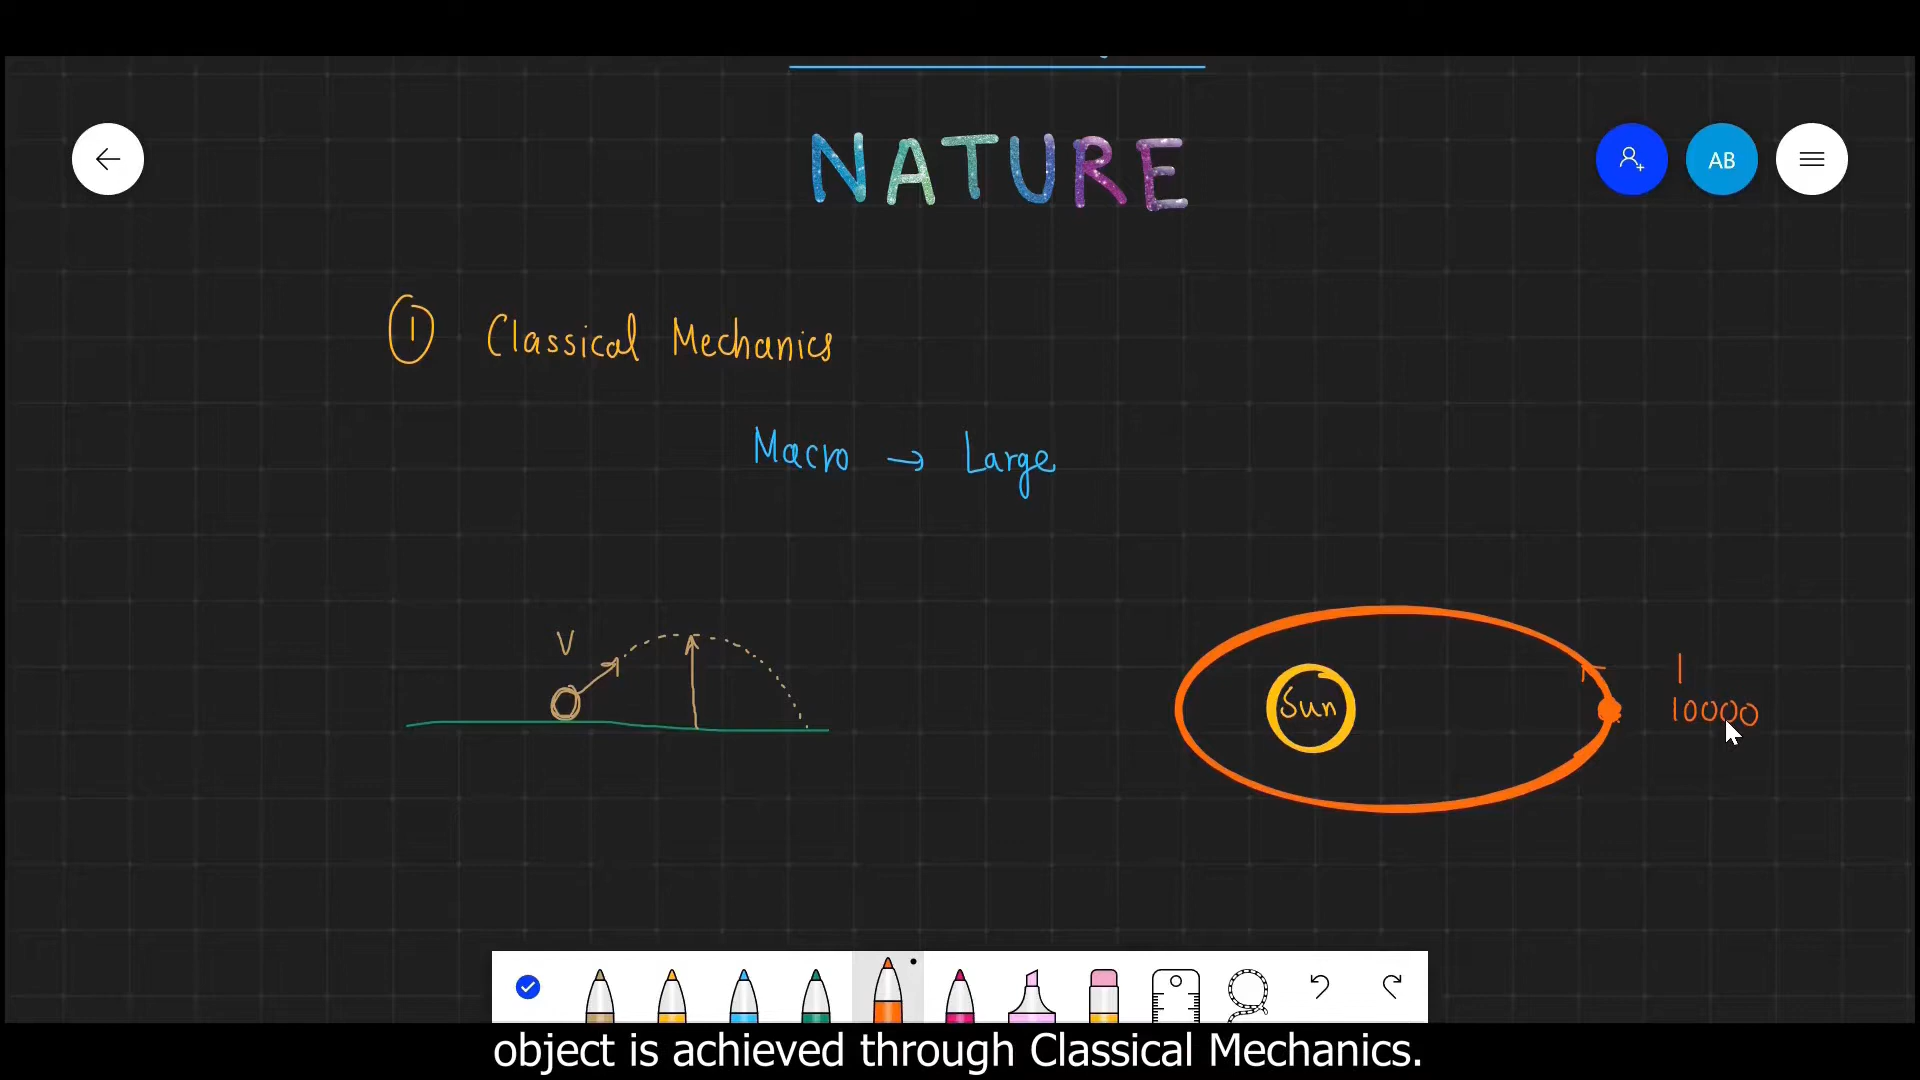 NATURE
AB
① Classical Mechanics
Macro → Large
V
Sun
1
10000
object is achieved through Classical Mechanics.